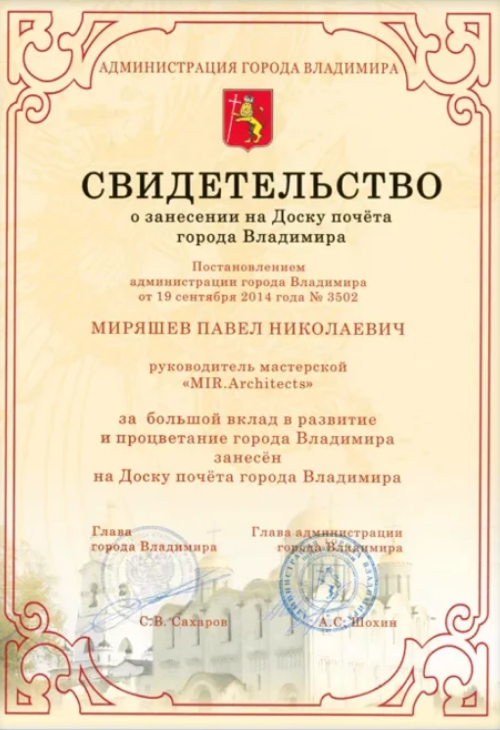 АДМИНИСТРАЦИЯ ГОРОДА ВЛАДИМИРА
СВИДЕТЕЛЬСТВО
о занесении на Доску почёта
города Владимира
Постановлением
администрации города Владимира
от 19 сентября 2014 года № 3502
МИРЯШЕВ ПАВЕЛ НИКОЛАЕВИЧ
руководитель мастерской
«MIR.Architects»
за большой вклад в развитие
и процветание города Владимира
занесён
на Доску почёта города Владимира
Глава
города Владимира
С.В. Сахаров
Глава администрации
города Владимира
А.С. Шохин